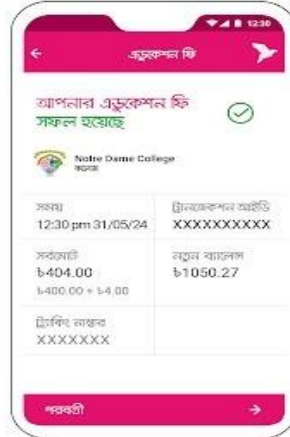 12:30
এডুকেশন ফি
আপনার এডুকেশন ফি
সফল হয়েছে
Notre Dame College
কলেজ
সময়
12:30 pm 31/05/24
ট্রানজেকশন আইডি
XXXXXXXXXX
সর্বমোট
৳404.00
৳400.00 + ৳4.00
নতুন ব্যালেন্স
৳1050.27
ট্র্যাকিং নাম্বার
XXXXXXX
পরবর্তী